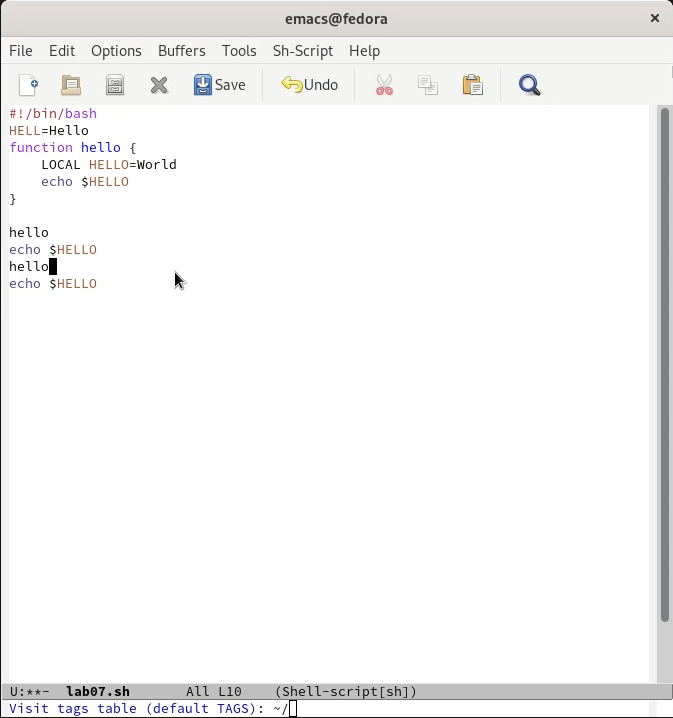 emacs@fedora
File Edit Options Buffers Tools Sh-Script Help
Save Undo
#!/bin/bash
HELL=Hello
function hello {
    LOCAL HELLO=World
    echo $HELLO
}
hello
echo $HELLO
hello
echo $HELLO
U:**-  lab07.sh       All L10    (Shell-script[sh])
Visit tags table (default TAGS): ~/